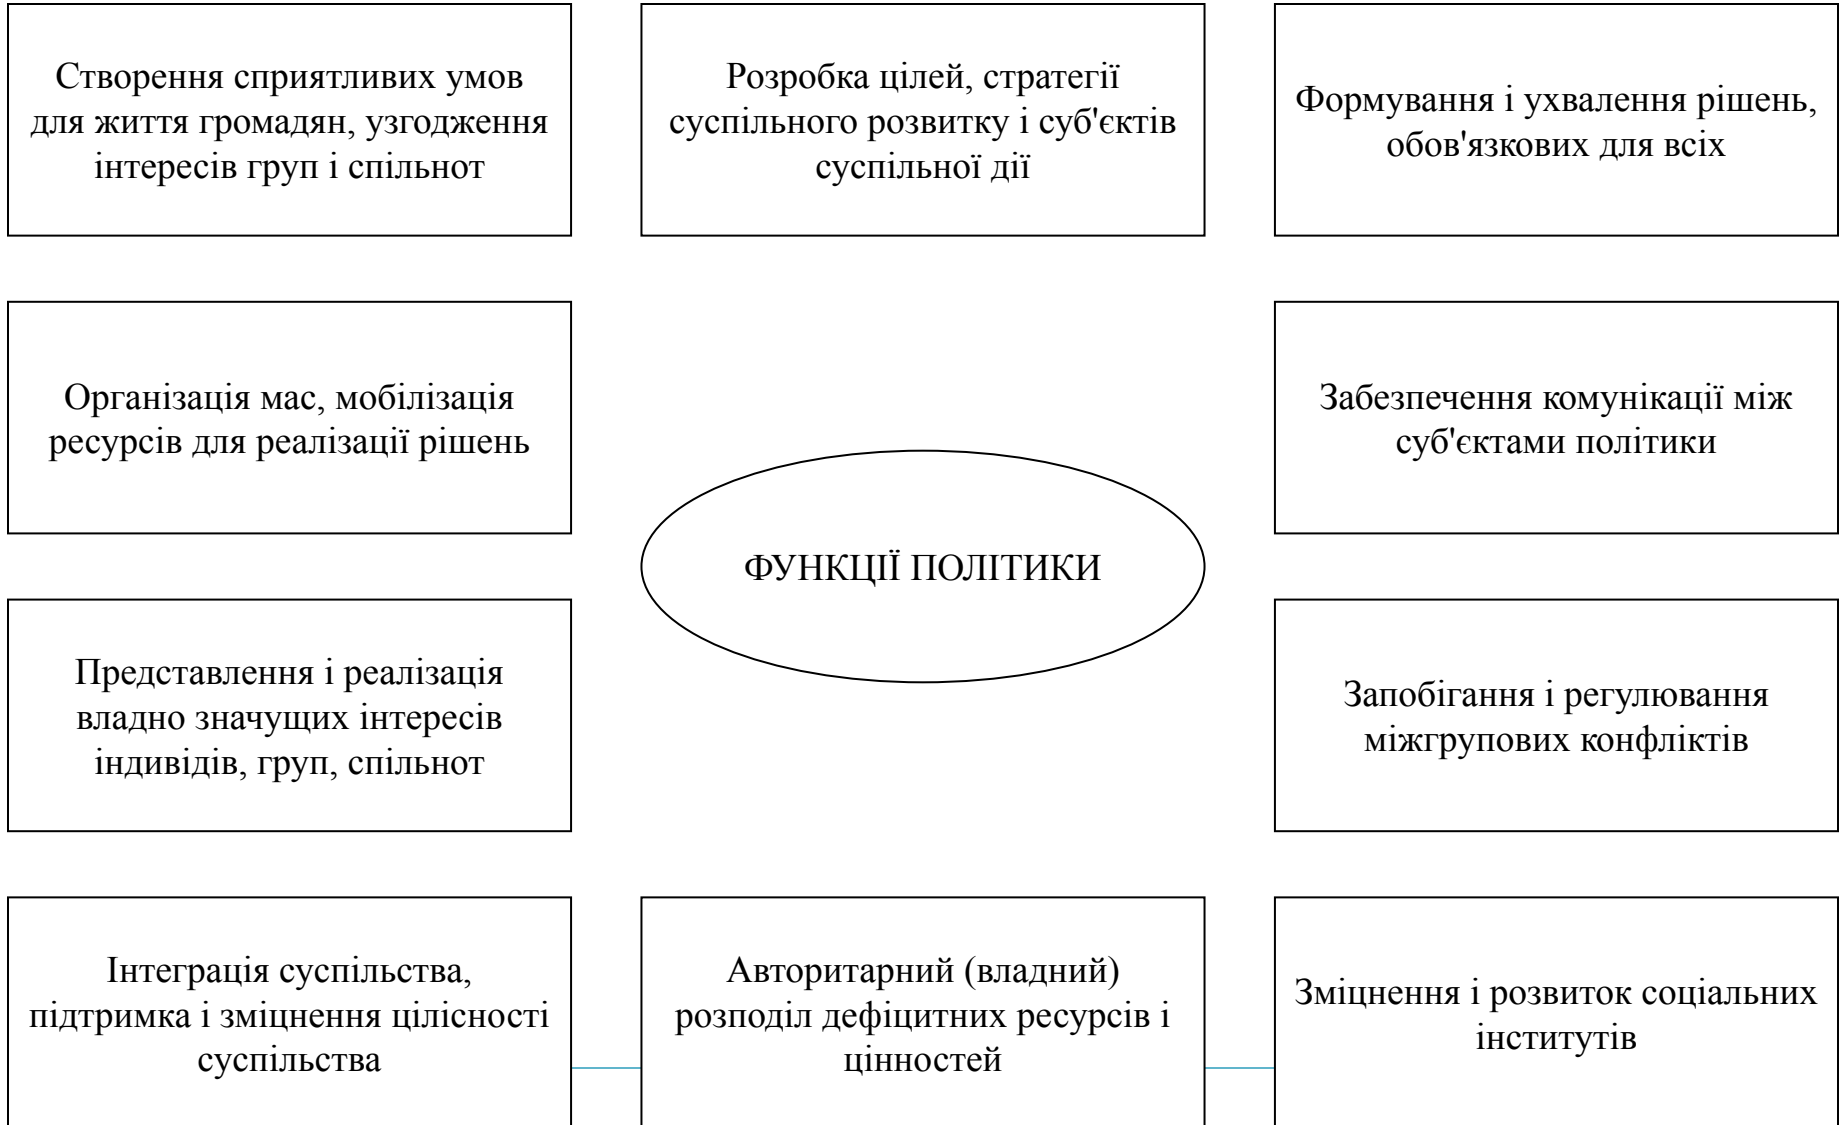 Створення сприятливих умов
для життя громадян, узгодження
інтересів груп і спільнот
Розробка цілей, стратегії
суспільного розвитку і суб'єктів
суспільної дії
Формування і ухвалення рішень,
обов'язкових для всіх
Організація мас, мобілізація
ресурсів для реалізації рішень
Забезпечення комунікації між
суб'єктами політики
ФУНКЦІЇ ПОЛІТИКИ
Представлення і реалізація
владно значущих інтересів
індивідів, груп, спільнот
Запобігання і регулювання
міжгрупових конфліктів
Інтеграція суспільства,
підтримка і зміцнення цілісності
суспільства
Авторитарний (владний)
розподіл дефіцитних ресурсів і
цінностей
Зміцнення і розвиток соціальних
інститутів